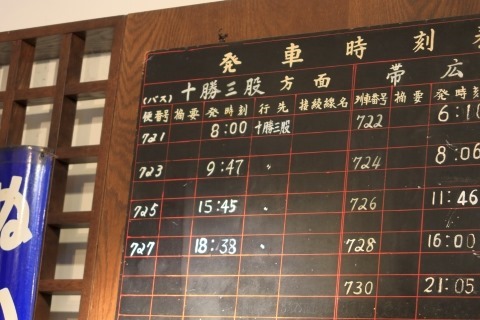 発車時刻
(バス) 十勝三股方面
帯広
便番号 摘要 発時刻 行先 接続線名
列車番号 摘要 発時刻
721 8:00 十勝三股
722 6:10
723 9:47 〃
724 8:06
725 15:45 〃
726 11:46
727 18:38 〃
728 16:00
730 21:05
ぬ